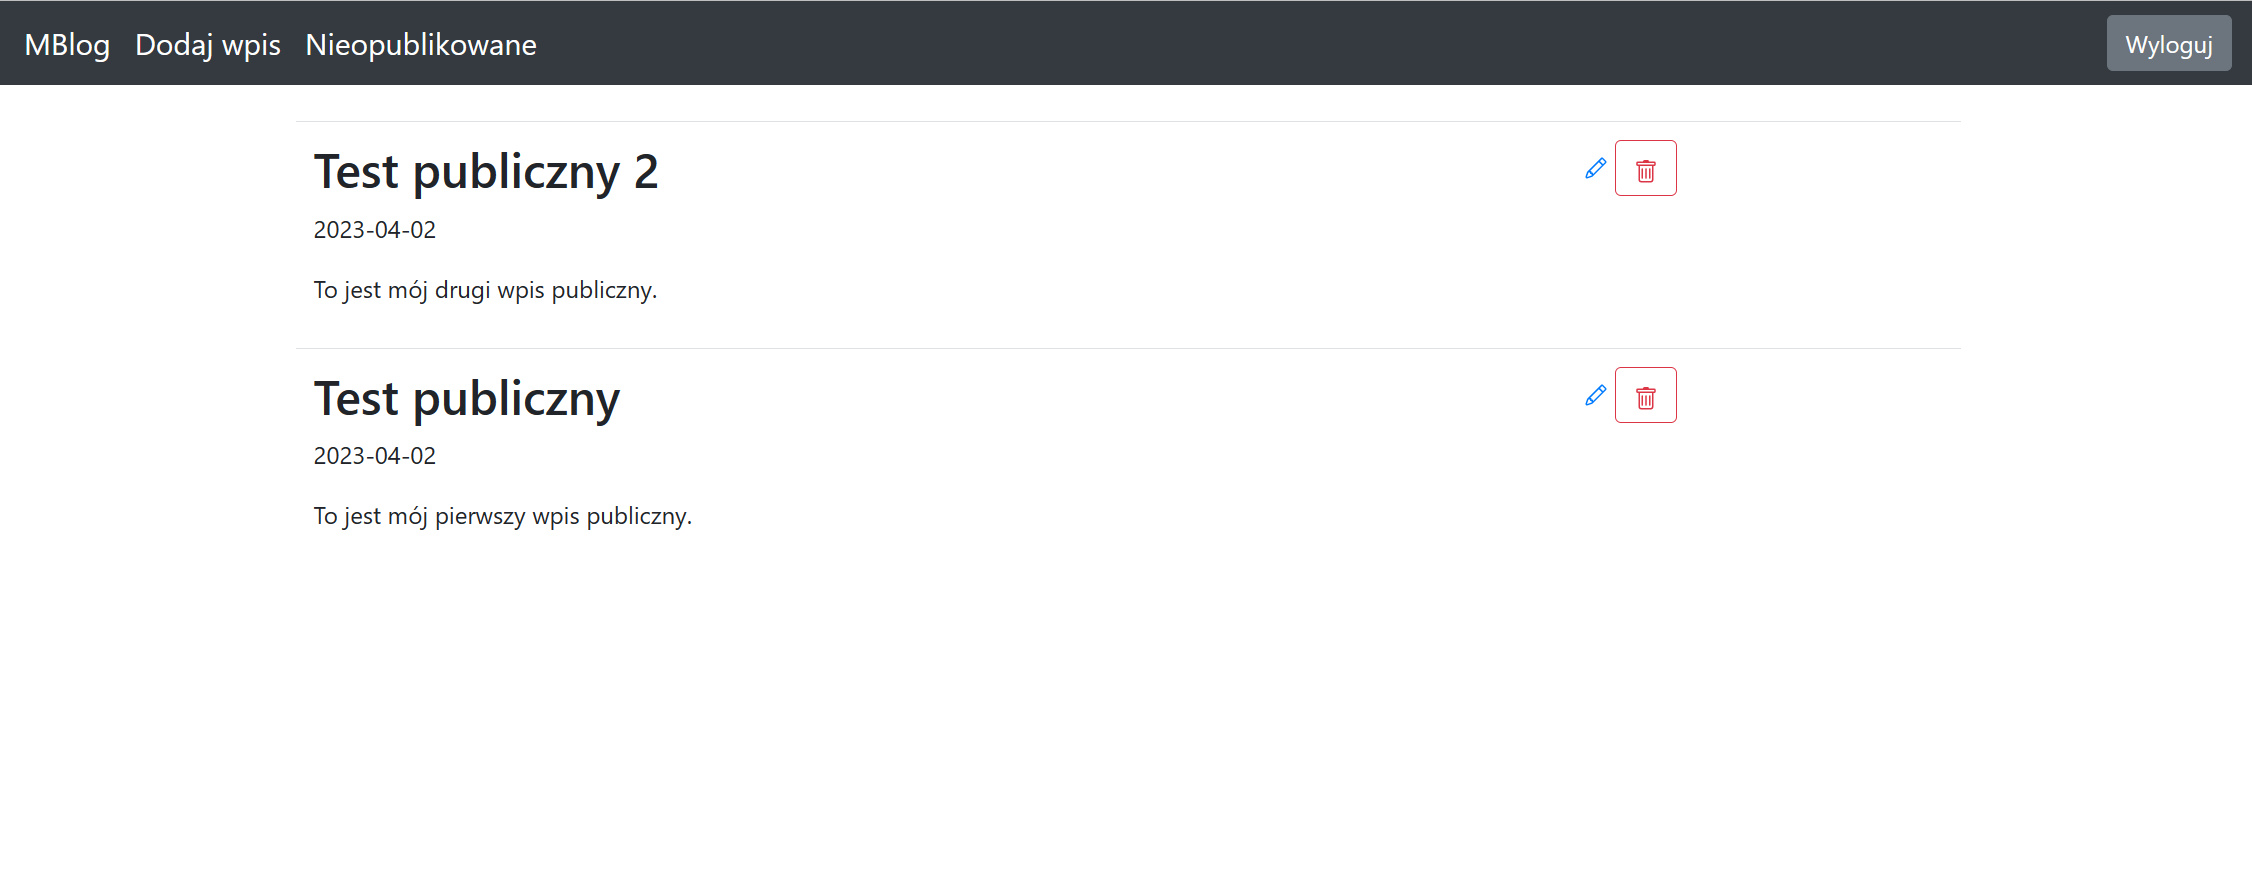 MBlog Dodaj wpis Nieopublikowane Wyloguj
Test publiczny 2
2023-04-02
To jest mój drugi wpis publiczny.
Test publiczny
2023-04-02
To jest mój pierwszy wpis publiczny.